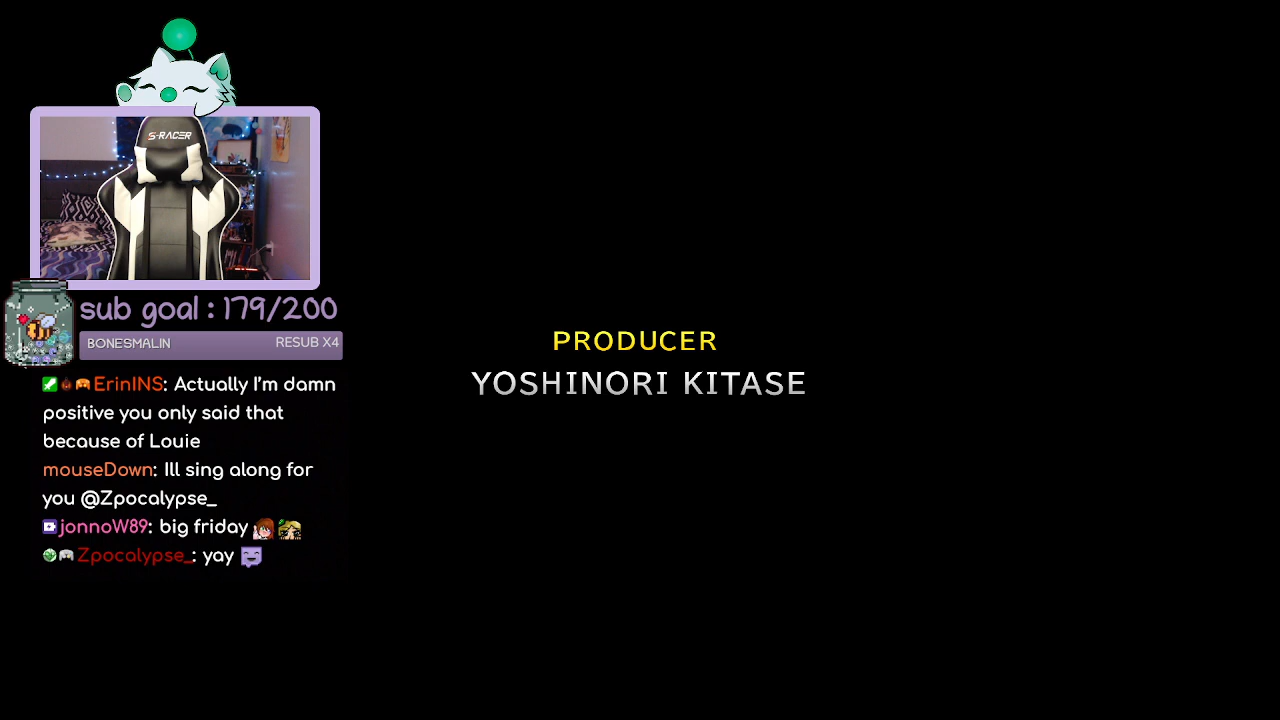 S-RACER
sub goal : 179/200
BONESMALIN RESUB X4
ErinINS: Actually I'm damn
positive you only said that
because of Louie
mouseDown: Ill sing along for
you @Zpocalypse_
jonnoW89: big friday
Zpocalypse_: yay
PRODUCER
YOSHINORI KITASE